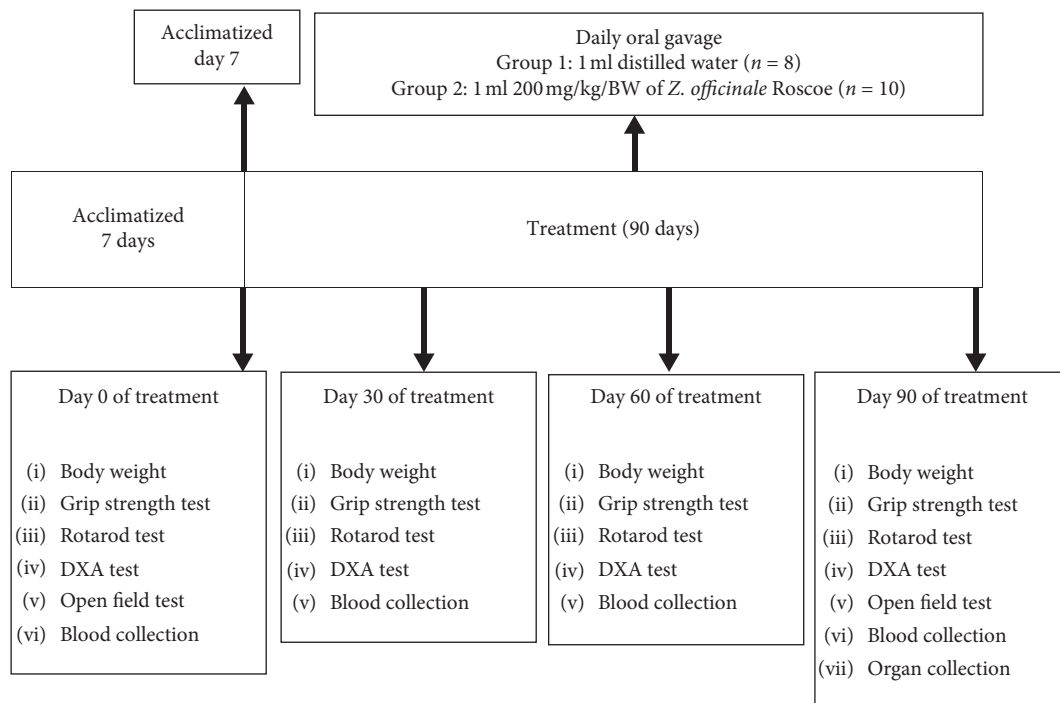 Acclimatized
day 7
Daily oral gavage
Group 1: 1 ml distilled water (n = 8)
Group 2: 1 ml 200 mg/kg/BW of Z. officinale Roscoe (n = 10)
Acclimatized
7 days
Treatment (90 days)
Day 0 of treatment
(i) Body weight
(ii) Grip strength test
(iii) Rotarod test
(iv) DXA test
(v) Open field test
(vi) Blood collection
Day 30 of treatment
(i) Body weight
(ii) Grip strength test
(iii) Rotarod test
(iv) DXA test
(v) Blood collection
Day 60 of treatment
(i) Body weight
(ii) Grip strength test
(iii) Rotarod test
(iv) DXA test
(v) Blood collection
Day 90 of treatment
(i) Body weight
(ii) Grip strength test
(iii) Rotarod test
(iv) DXA test
(v) Open field test
(vi) Blood collection
(vii) Organ collection